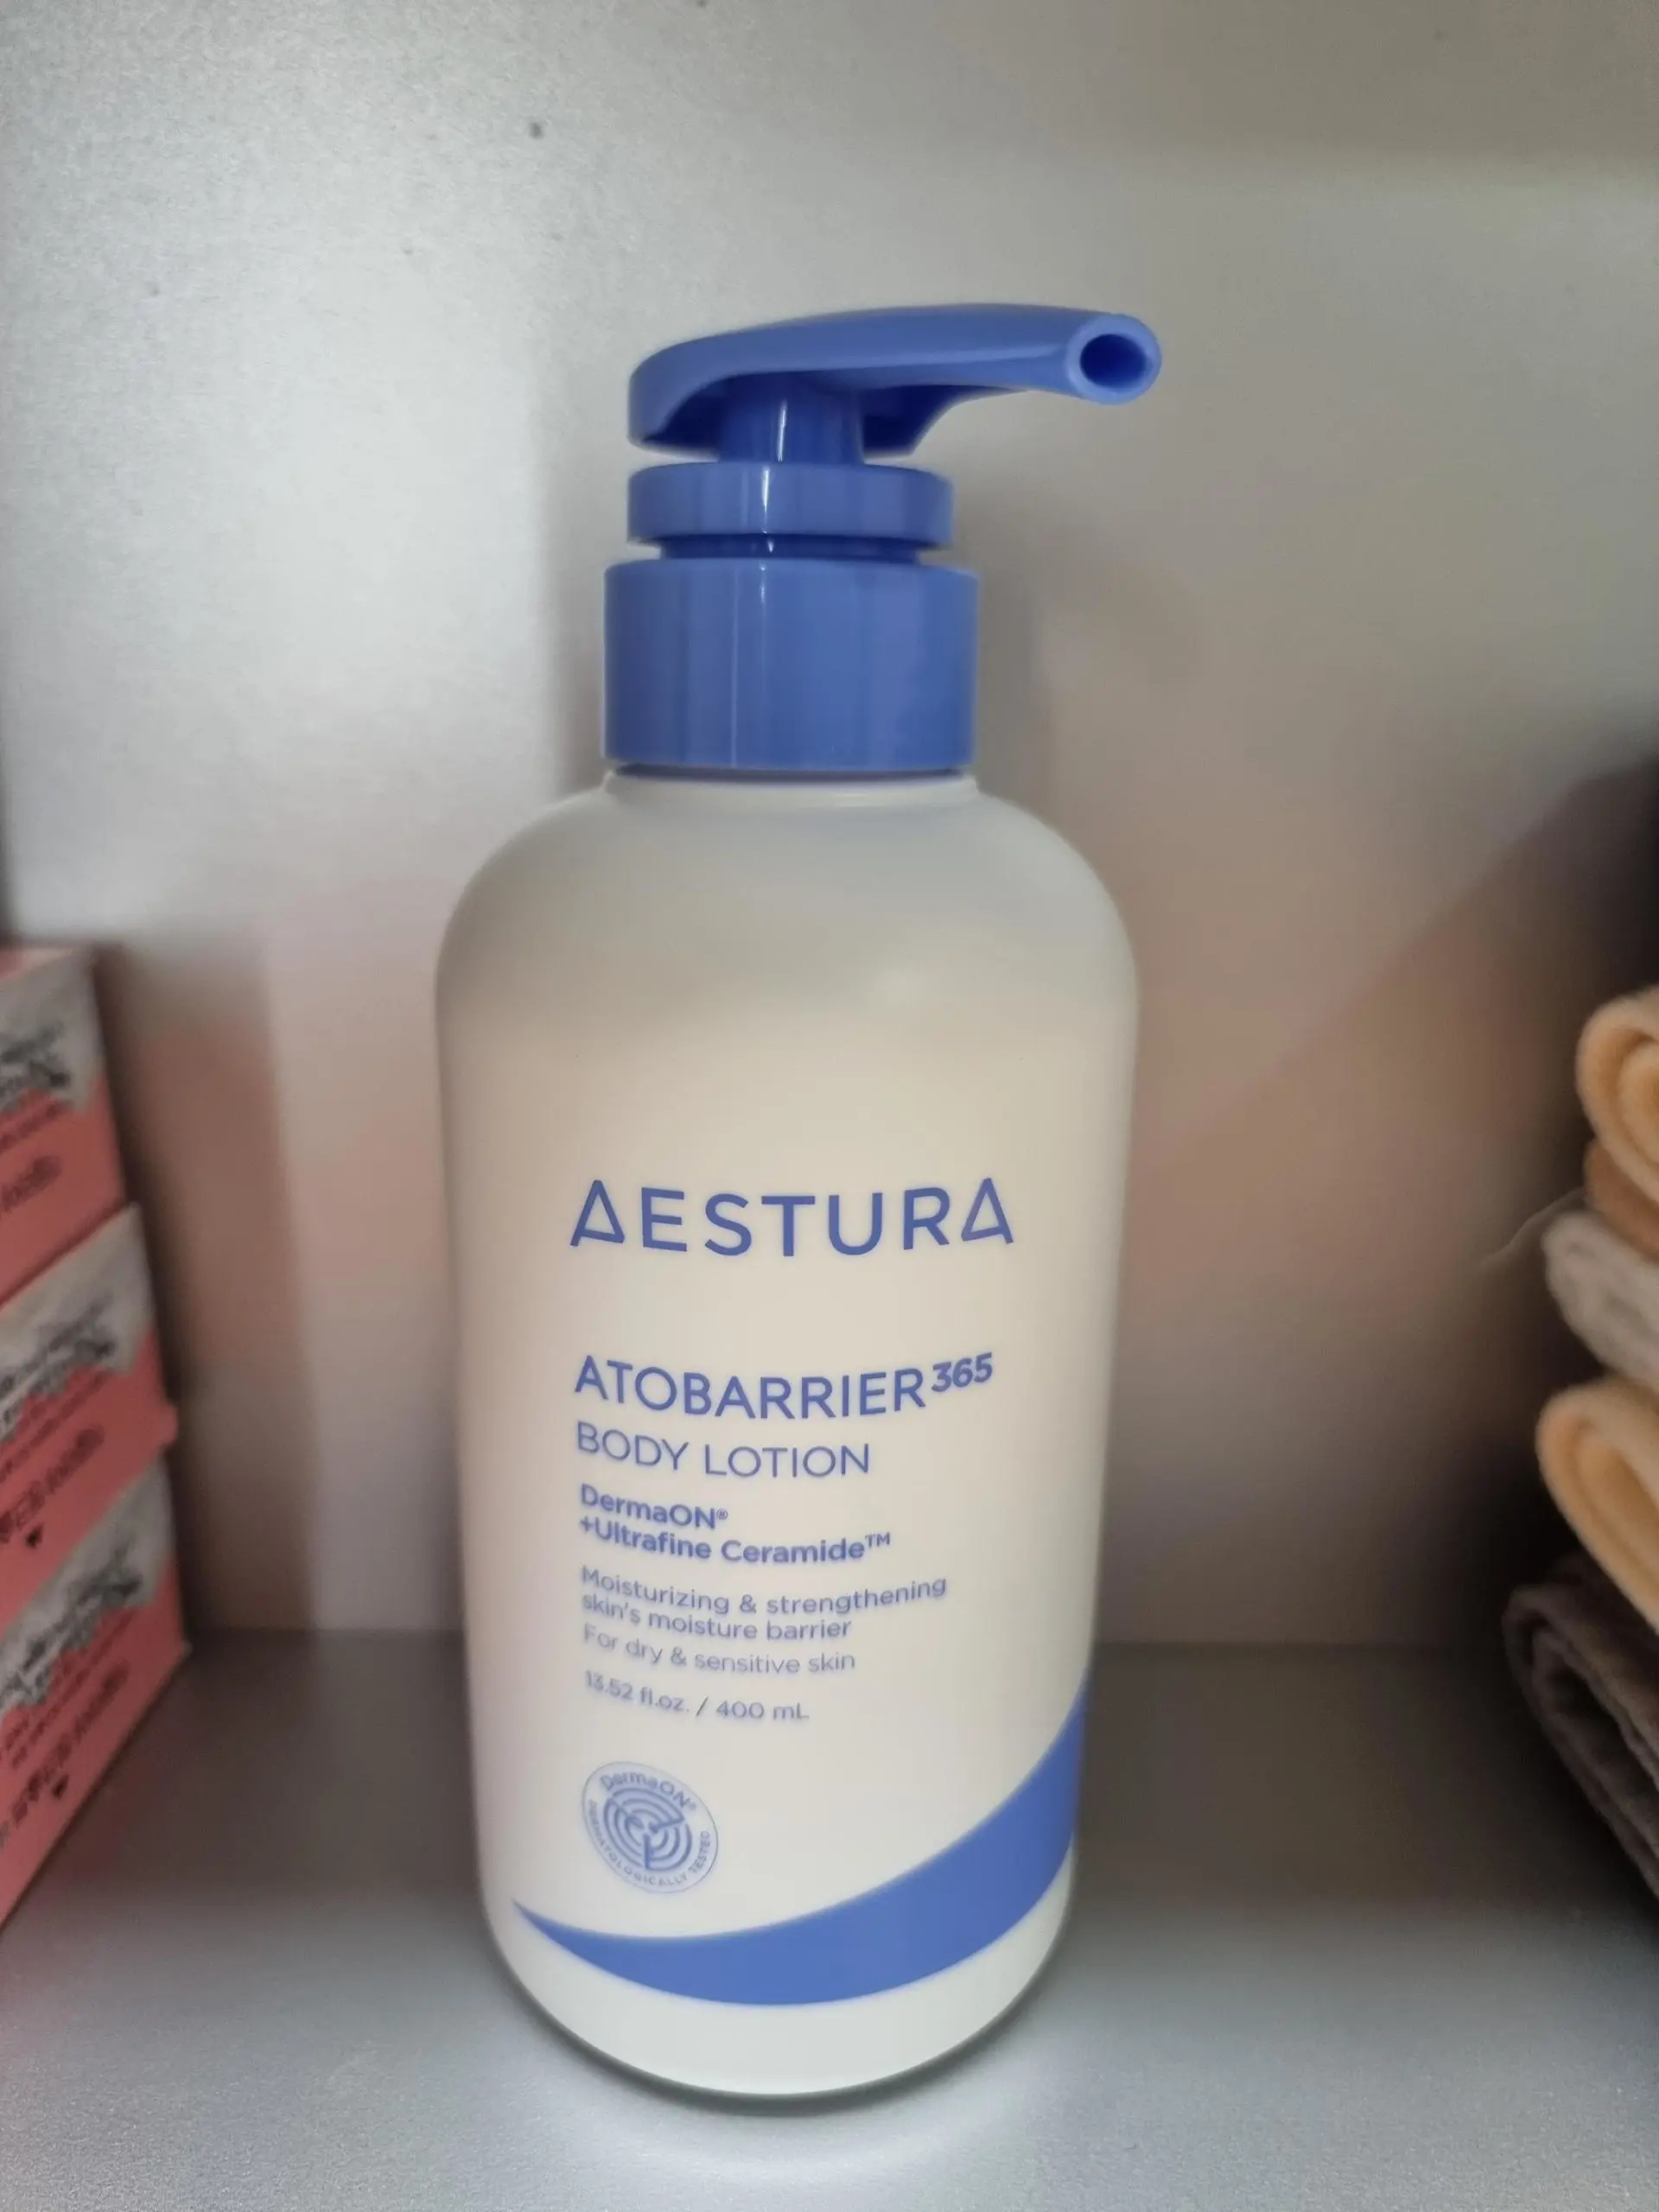 AESTURA
ATOBARRIER365
BODY LOTION
DermaON®
+Ultrafine Ceramide™
Moisturizing & strengthening
skin's moisture barrier
For dry & sensitive skin
13.52 fl.oz. / 400 mL
DermaON®
DERMATOLOGICALLY TESTED